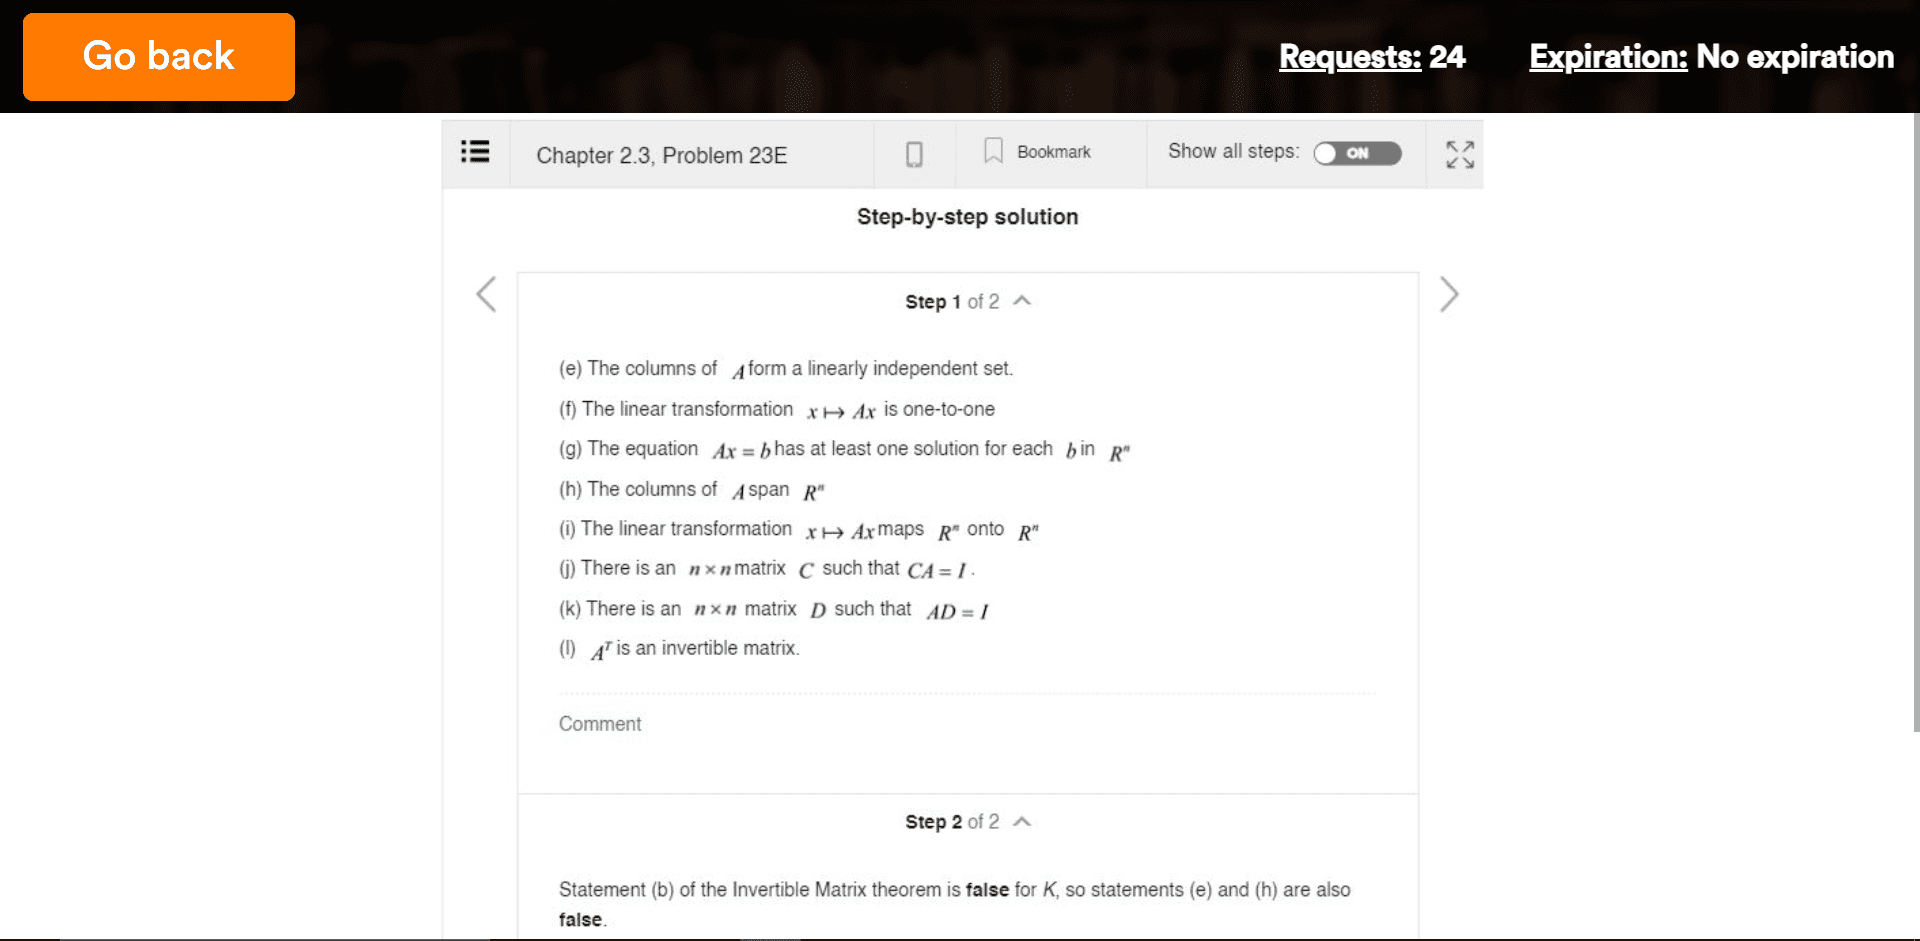 Go back
Requests: 24 Expiration: No expiration
Chapter 2.3, Problem 23E Bookmark Show all steps: ON
Step-by-step solution
Step 1 of 2
(e) The columns of A form a linearly independent set.
(f) The linear transformation x ↦ Ax is one-to-one
(g) The equation Ax = b has at least one solution for each b in Rⁿ
(h) The columns of A span Rⁿ
(i) The linear transformation x ↦ Ax maps Rⁿ onto Rⁿ
(j) There is an n × n matrix C such that CA = I .
(k) There is an n × n matrix D such that AD = I
(l) Aᵀ is an invertible matrix.
Comment
Step 2 of 2
Statement (b) of the Invertible Matrix theorem is false for K, so statements (e) and (h) are also
false.